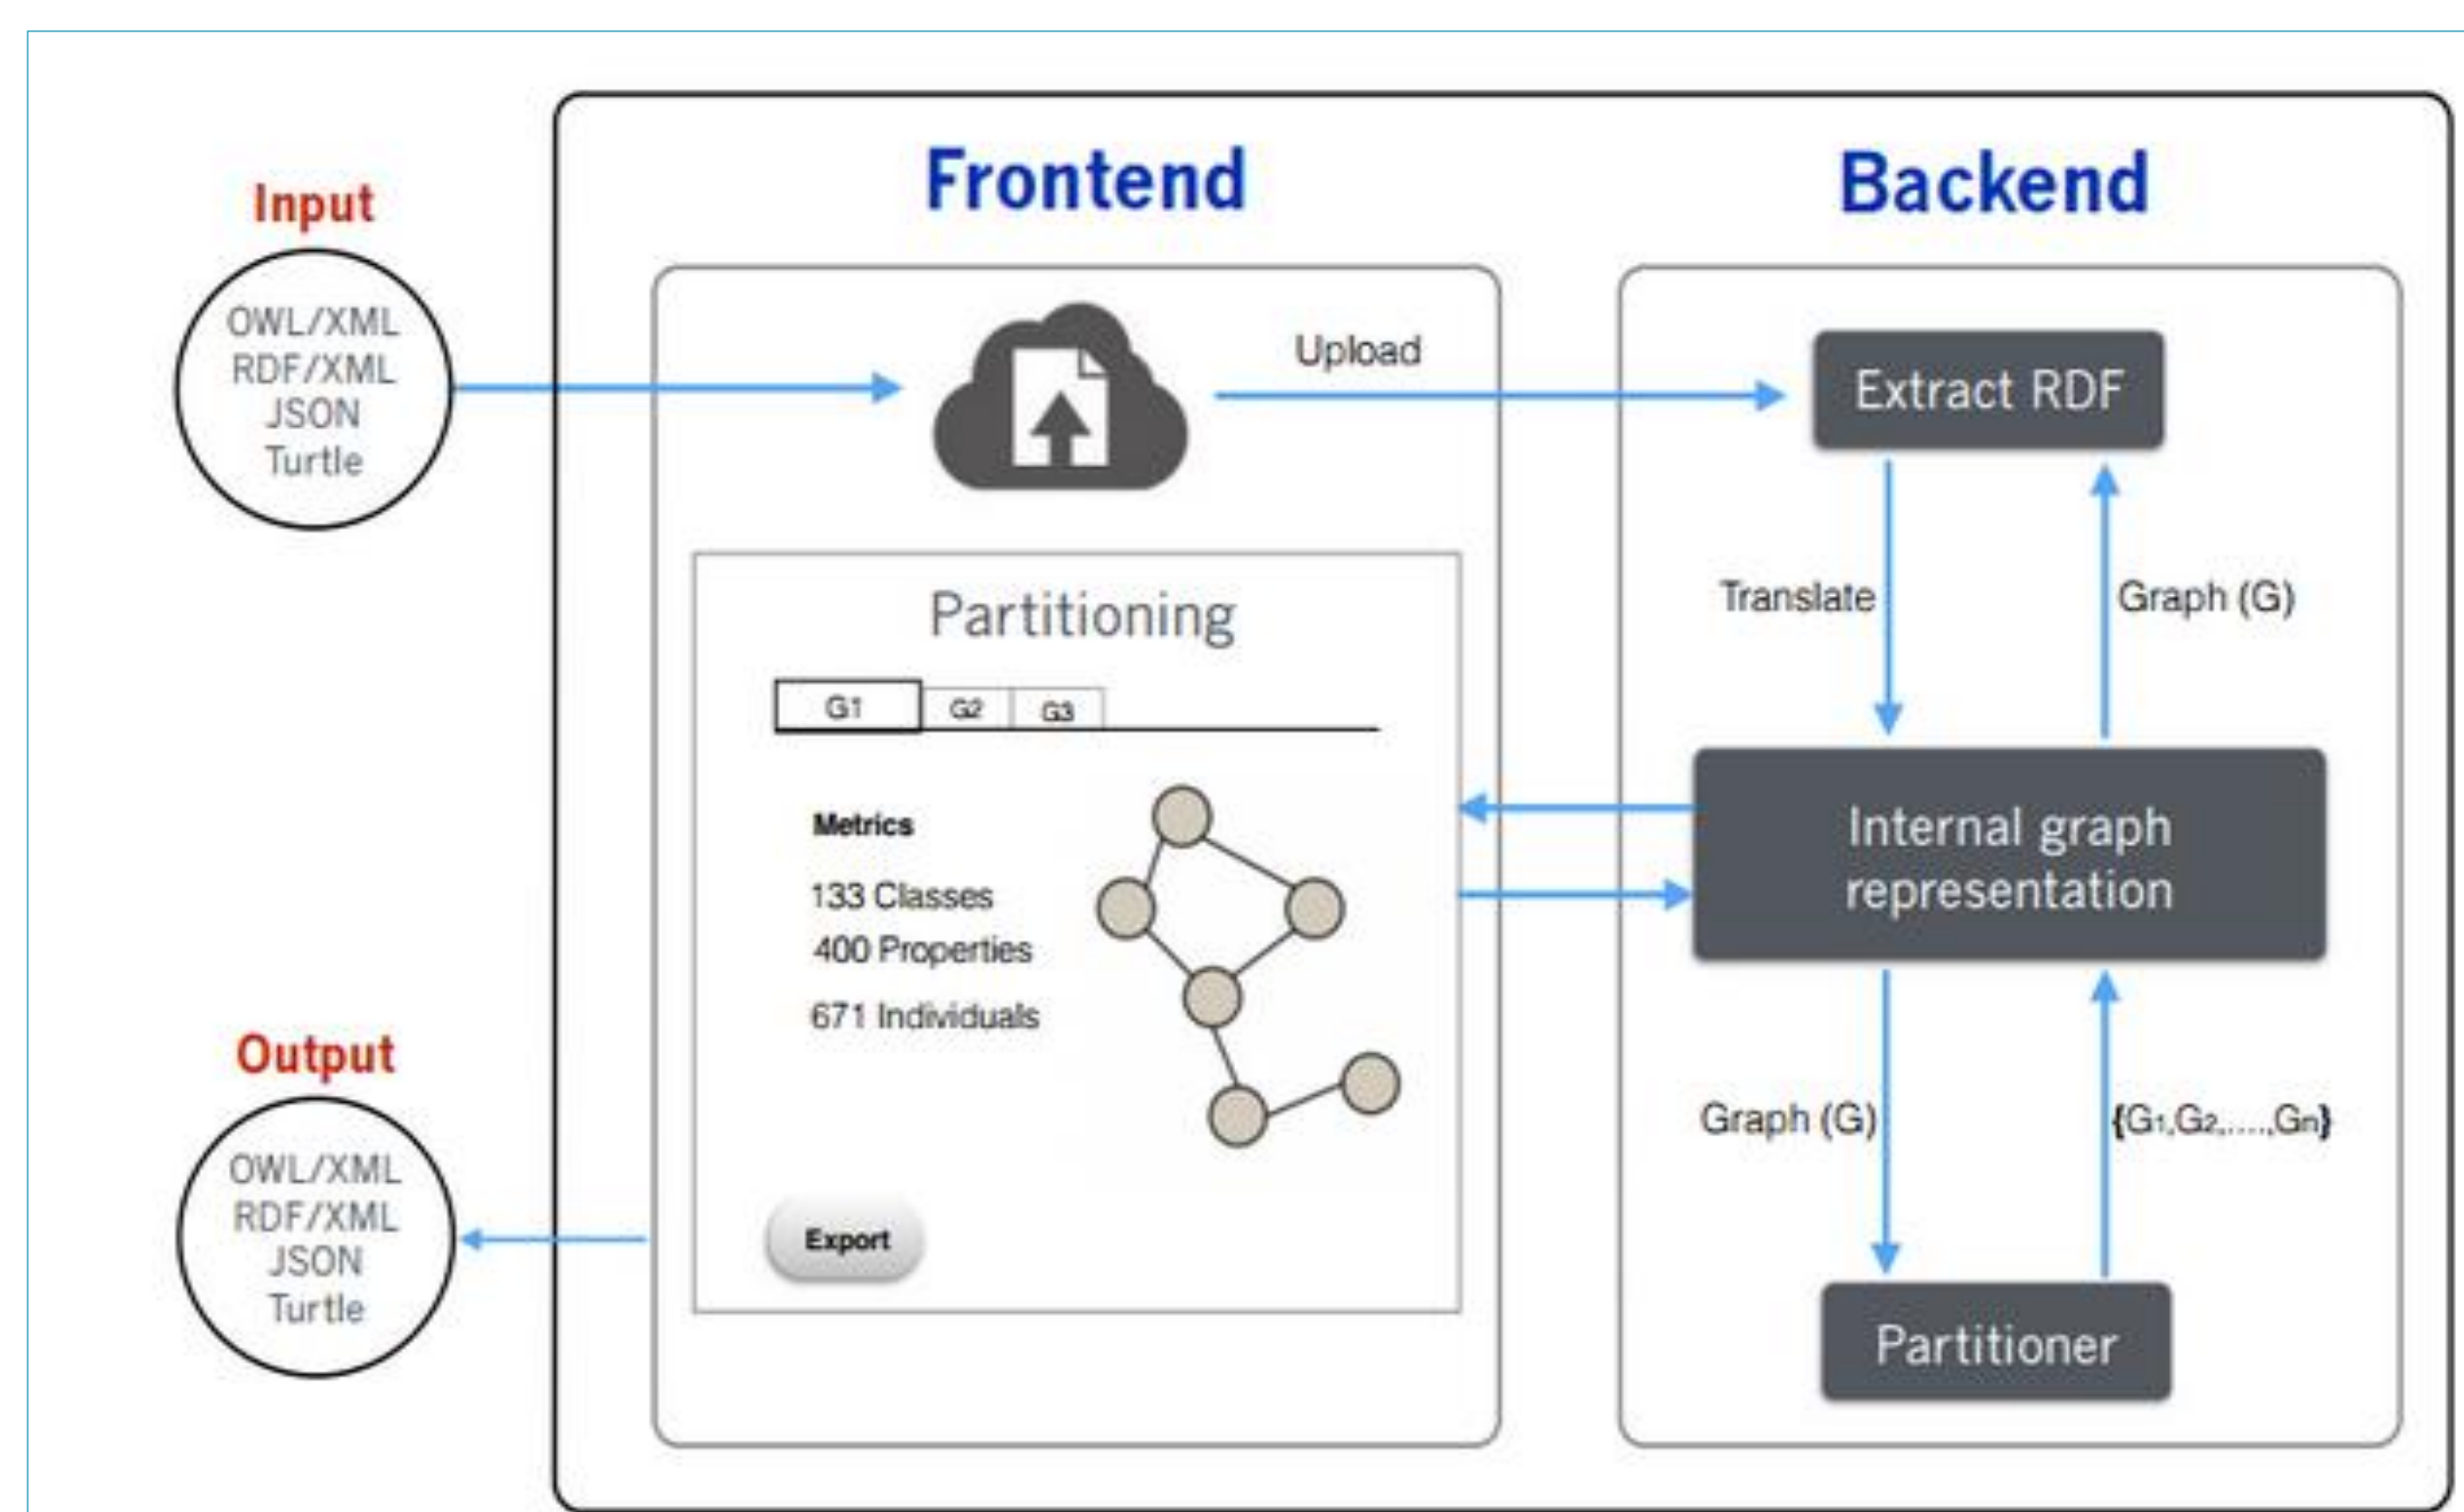 Frontend
Backend
Input
OWL/XML
RDF/XML
JSON
Turtle
Upload
Extract RDF
Translate
Graph (G)
Partitioning
G1 G2 G3
Metrics
133 Classes
400 Properties
671 Individuals
Internal graph
representation
Output
OWL/XML
RDF/XML
JSON
Turtle
Export
Graph (G)
{G1,G2,....,Gn}
Partitioner